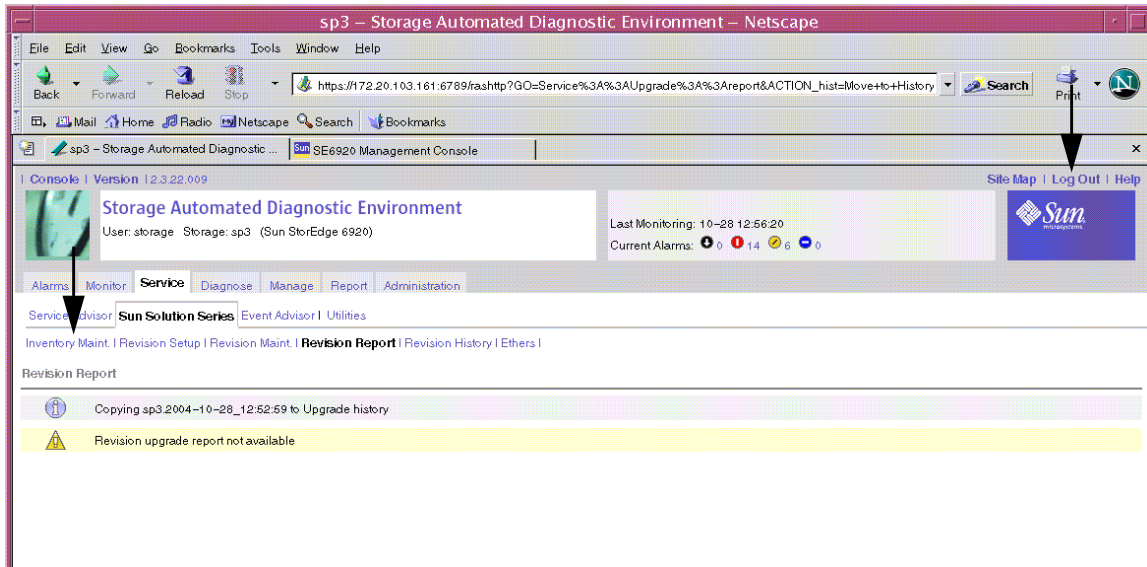 sp3 – Storage Automated Diagnostic Environment – Netscape
File Edit View Go Bookmarks Tools Window Help
https://172.20.103.161:6789/rashttp?GO=Service%3A%3AUpgrade%3A%3Areport&ACTION_hist=Move+to+History
Search
Back Forward Reload Stop Print
N
Mail Home Radio Netscape Search Bookmarks
sp3 – Storage Automated Diagnostic ... Sun SE6920 Management Console x
| Console | Version | 2.3.22.009 Site Map | Log Out | Help
Storage Automated Diagnostic Environment
User: storage Storage: sp3 (Sun StorEdge 6920)
Last Monitoring: 10–28 12:56:20
Current Alarms: 0 14 6 0
Sun
microsystems
Alarms Monitor Service Diagnose Manage Report Administration
Service Advisor Sun Solution Series Event Advisor | Utilities
Inventory Maint. | Revision Setup | Revision Maint. | Revision Report | Revision History | Ethers |
Revision Report
Copying sp3.2004–10–28_12:52:59 to Upgrade history
Revision upgrade report not available